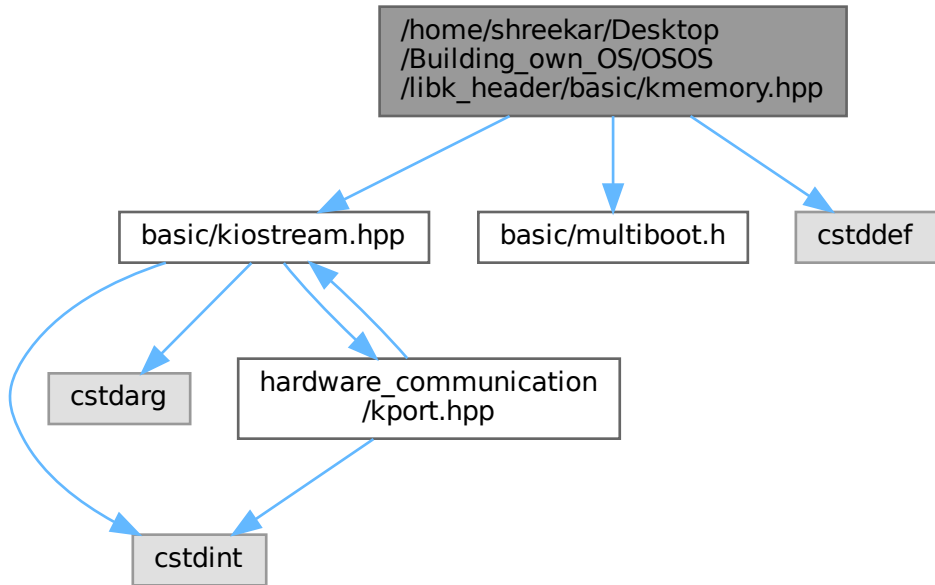 /home/shreekar/Desktop
/Building_own_OS/OSOS
/libk_header/basic/kmemory.hpp
basic/kiostream.hpp
basic/multiboot.h
cstddef
cstdarg
hardware_communication
/kport.hpp
cstdint